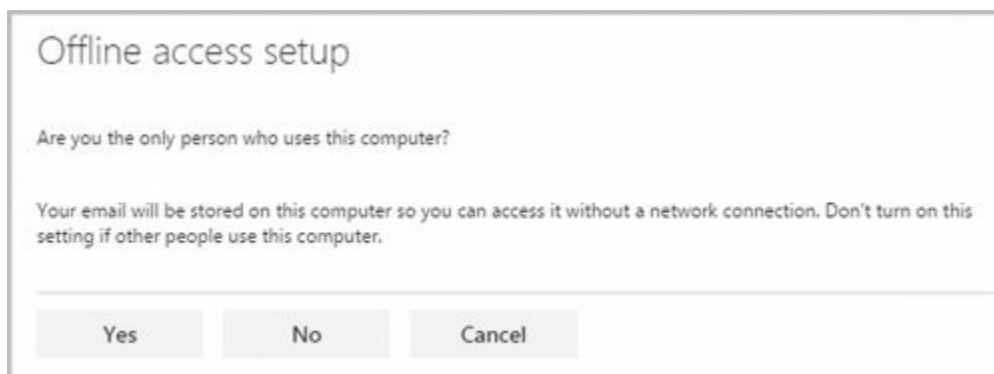 Offline access setup
Are you the only person who uses this computer?
Your email will be stored on this computer so you can access it without a network connection. Don't turn on this
setting if other people use this computer.
Yes No Cancel